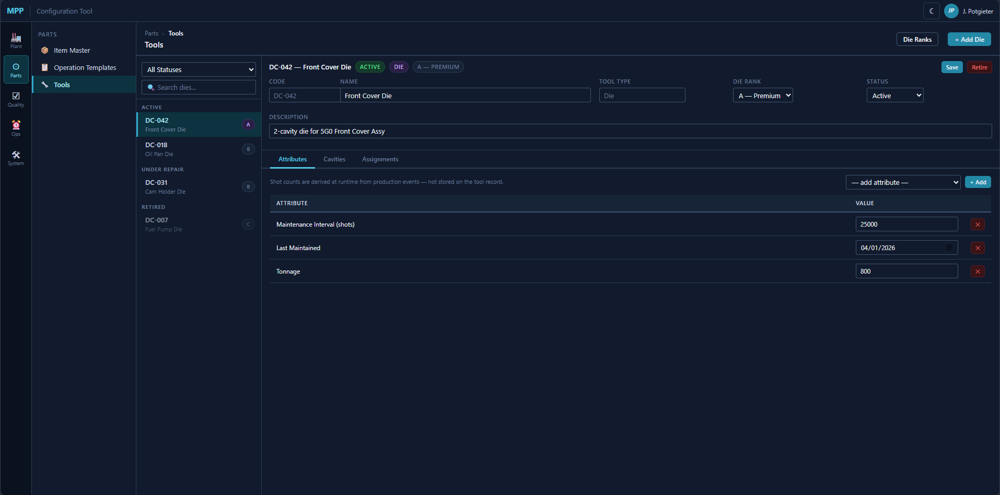 MPP Configuration Tool
JP J. Potgieter
Plant
Parts
Quality
Ops
System
PARTS
Item Master
Operation Templates
Tools
Parts › Tools
Tools
Die Ranks
+ Add Die
All Statuses
Search dies...
ACTIVE
DC-042
Front Cover Die
A
DC-018
Oil Pan Die
B
UNDER REPAIR
DC-031
Cam Holder Die
B
RETIRED
DC-007
Fuel Pump Die
C
DC-042 — Front Cover Die ACTIVE DIE A — PREMIUM
Save Retire
CODE NAME TOOL TYPE DIE RANK STATUS
DC-042 Front Cover Die Die A — Premium Active
DESCRIPTION
2-cavity die for 5G0 Front Cover Assy
Attributes Cavities Assignments
Shot counts are derived at runtime from production events — not stored on the tool record.
— add attribute — + Add
ATTRIBUTE VALUE
Maintenance Interval (shots) 25000
Last Maintained 04/01/2026
Tonnage 800